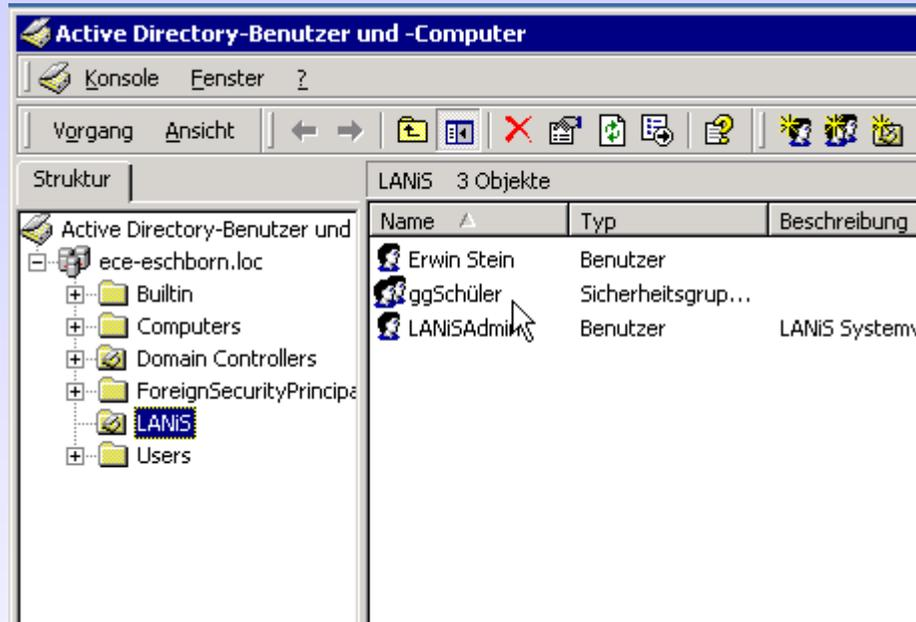 Active Directory-Benutzer und -Computer
Konsole Fenster ?
Vorgang Ansicht
Struktur
LANiS 3 Objekte
Active Directory-Benutzer und
Name Typ Beschreibung
ece-eschborn.loc
Erwin Stein Benutzer
Builtin
ggSchüler Sicherheitsgrup...
Computers
LANiSAdmin Benutzer LANiS Systemv
Domain Controllers
ForeignSecurityPrincipa
LANiS
Users